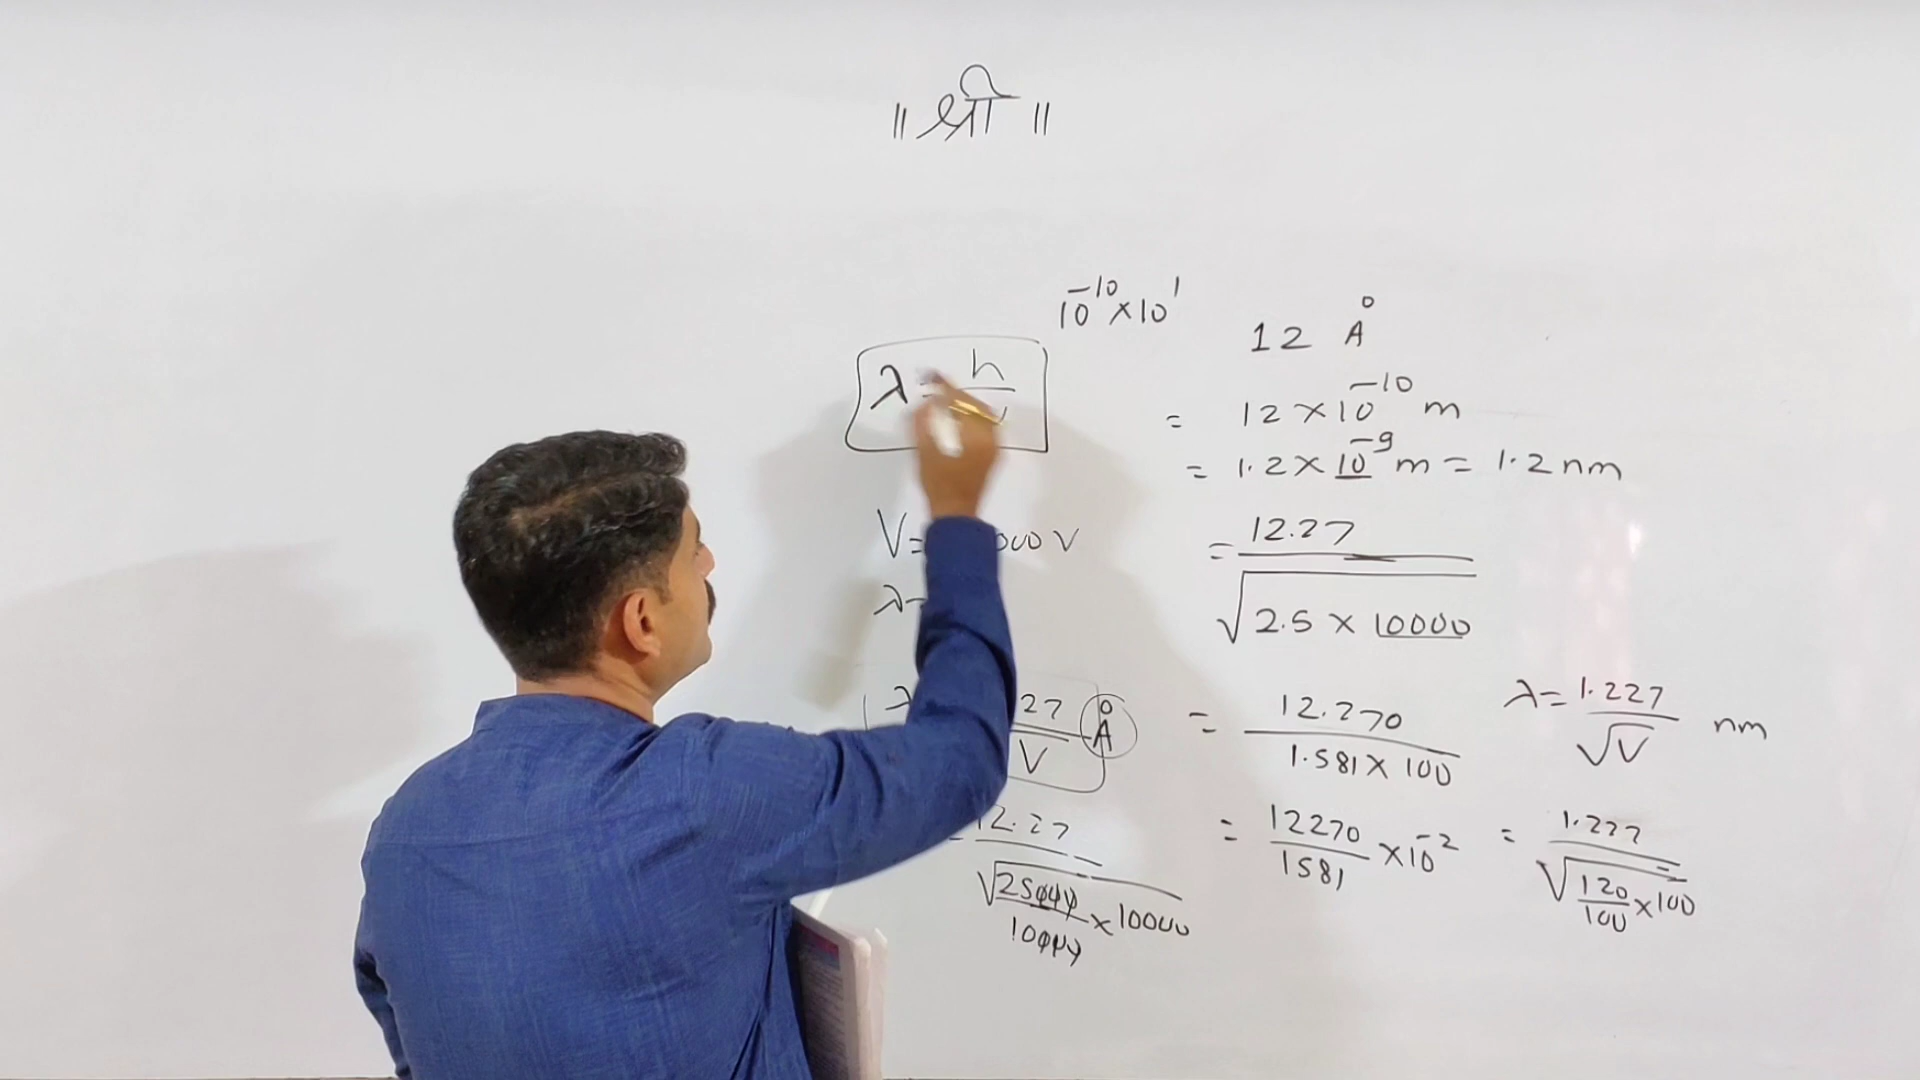 ॥ श्री ॥
10⁻¹⁰ × 10¹
λ = h
V = 000 V
λ =
λ 27 / V Å
12.27 / √(25000/10000 × 10000)
12 Å
= 12 × 10⁻¹⁰ m
= 1.2 × 10⁻⁹ m = 1.2 nm
= 12.27 / √(2.5 × 10000)
= 12.270 / 1.581 × 100
= 12270 / 1581 × 10⁻²
λ = 1.227 / √V nm
= 1.227 / √(120/100 × 100)